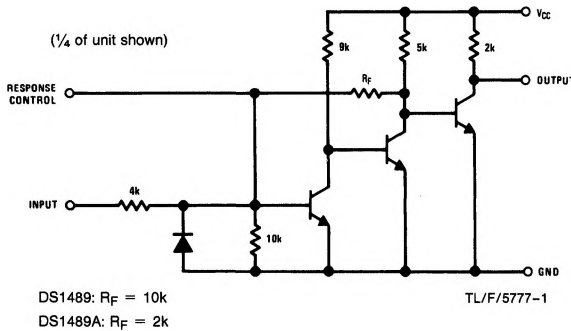 (¼ of unit shown)
VCC
9k
5k
2k
RF
RESPONSE
CONTROL
OUTPUT
4k
INPUT
10k
GND
DS1489: RF = 10k
DS1489A: RF = 2k
TL/F/5777–1